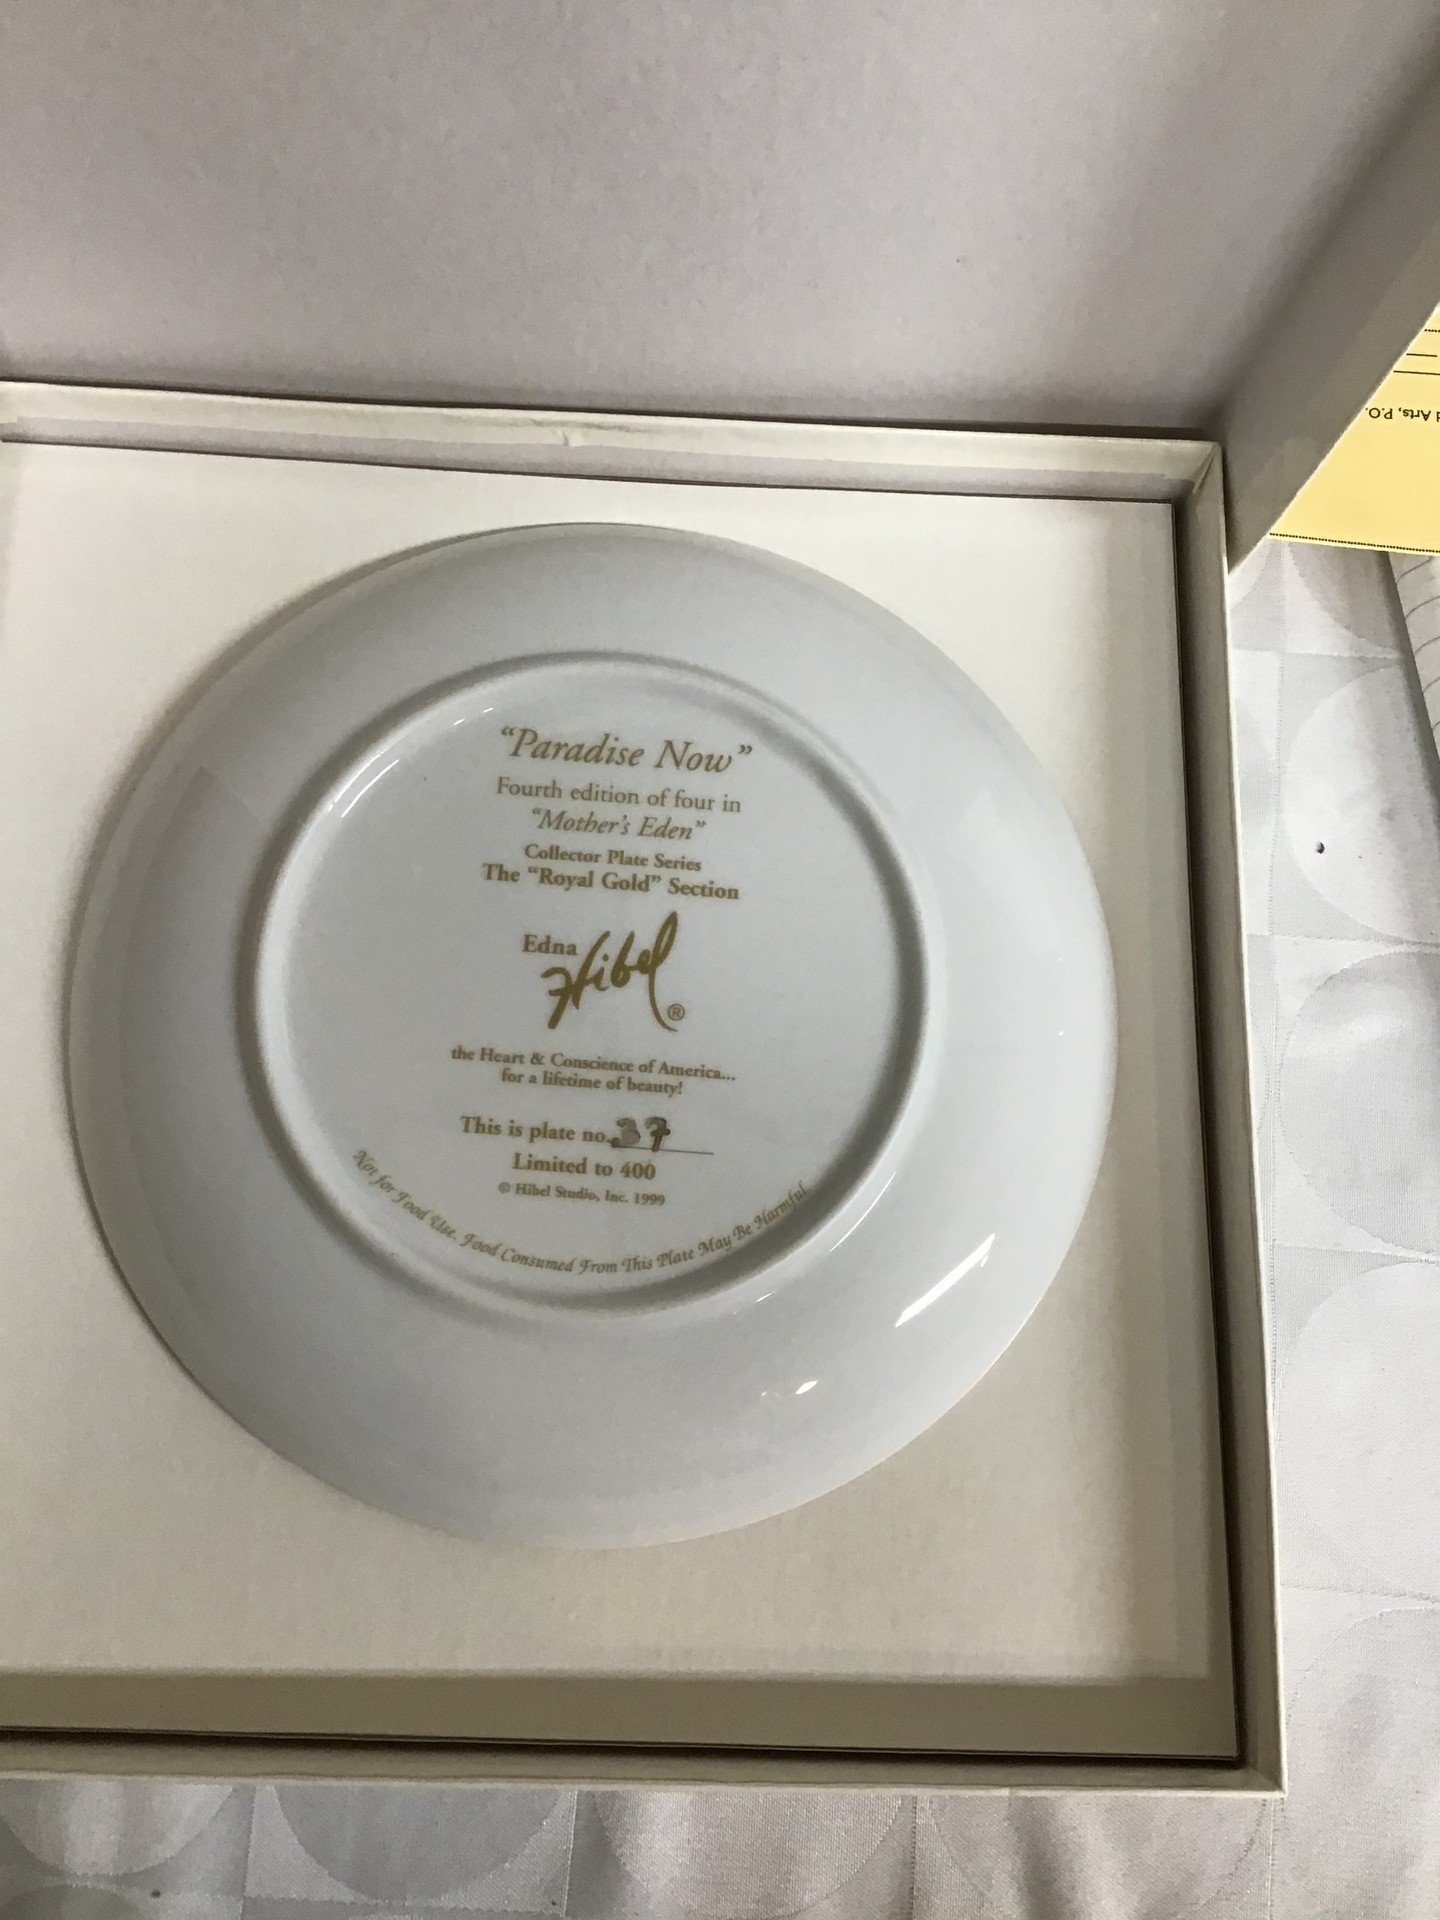 “Paradise Now”
Fourth edition of four in
“Mother's Eden”
Collector Plate Series
The “Royal Gold” Section
Edna
Hibel®
the Heart & Conscience of America...
for a lifetime of beauty!
This is plate no. 37
Limited to 400
© Hibel Studio, Inc. 1999
Not for Food Use. Food Consumed From This Plate May Be Harmful
Arts, P.O.